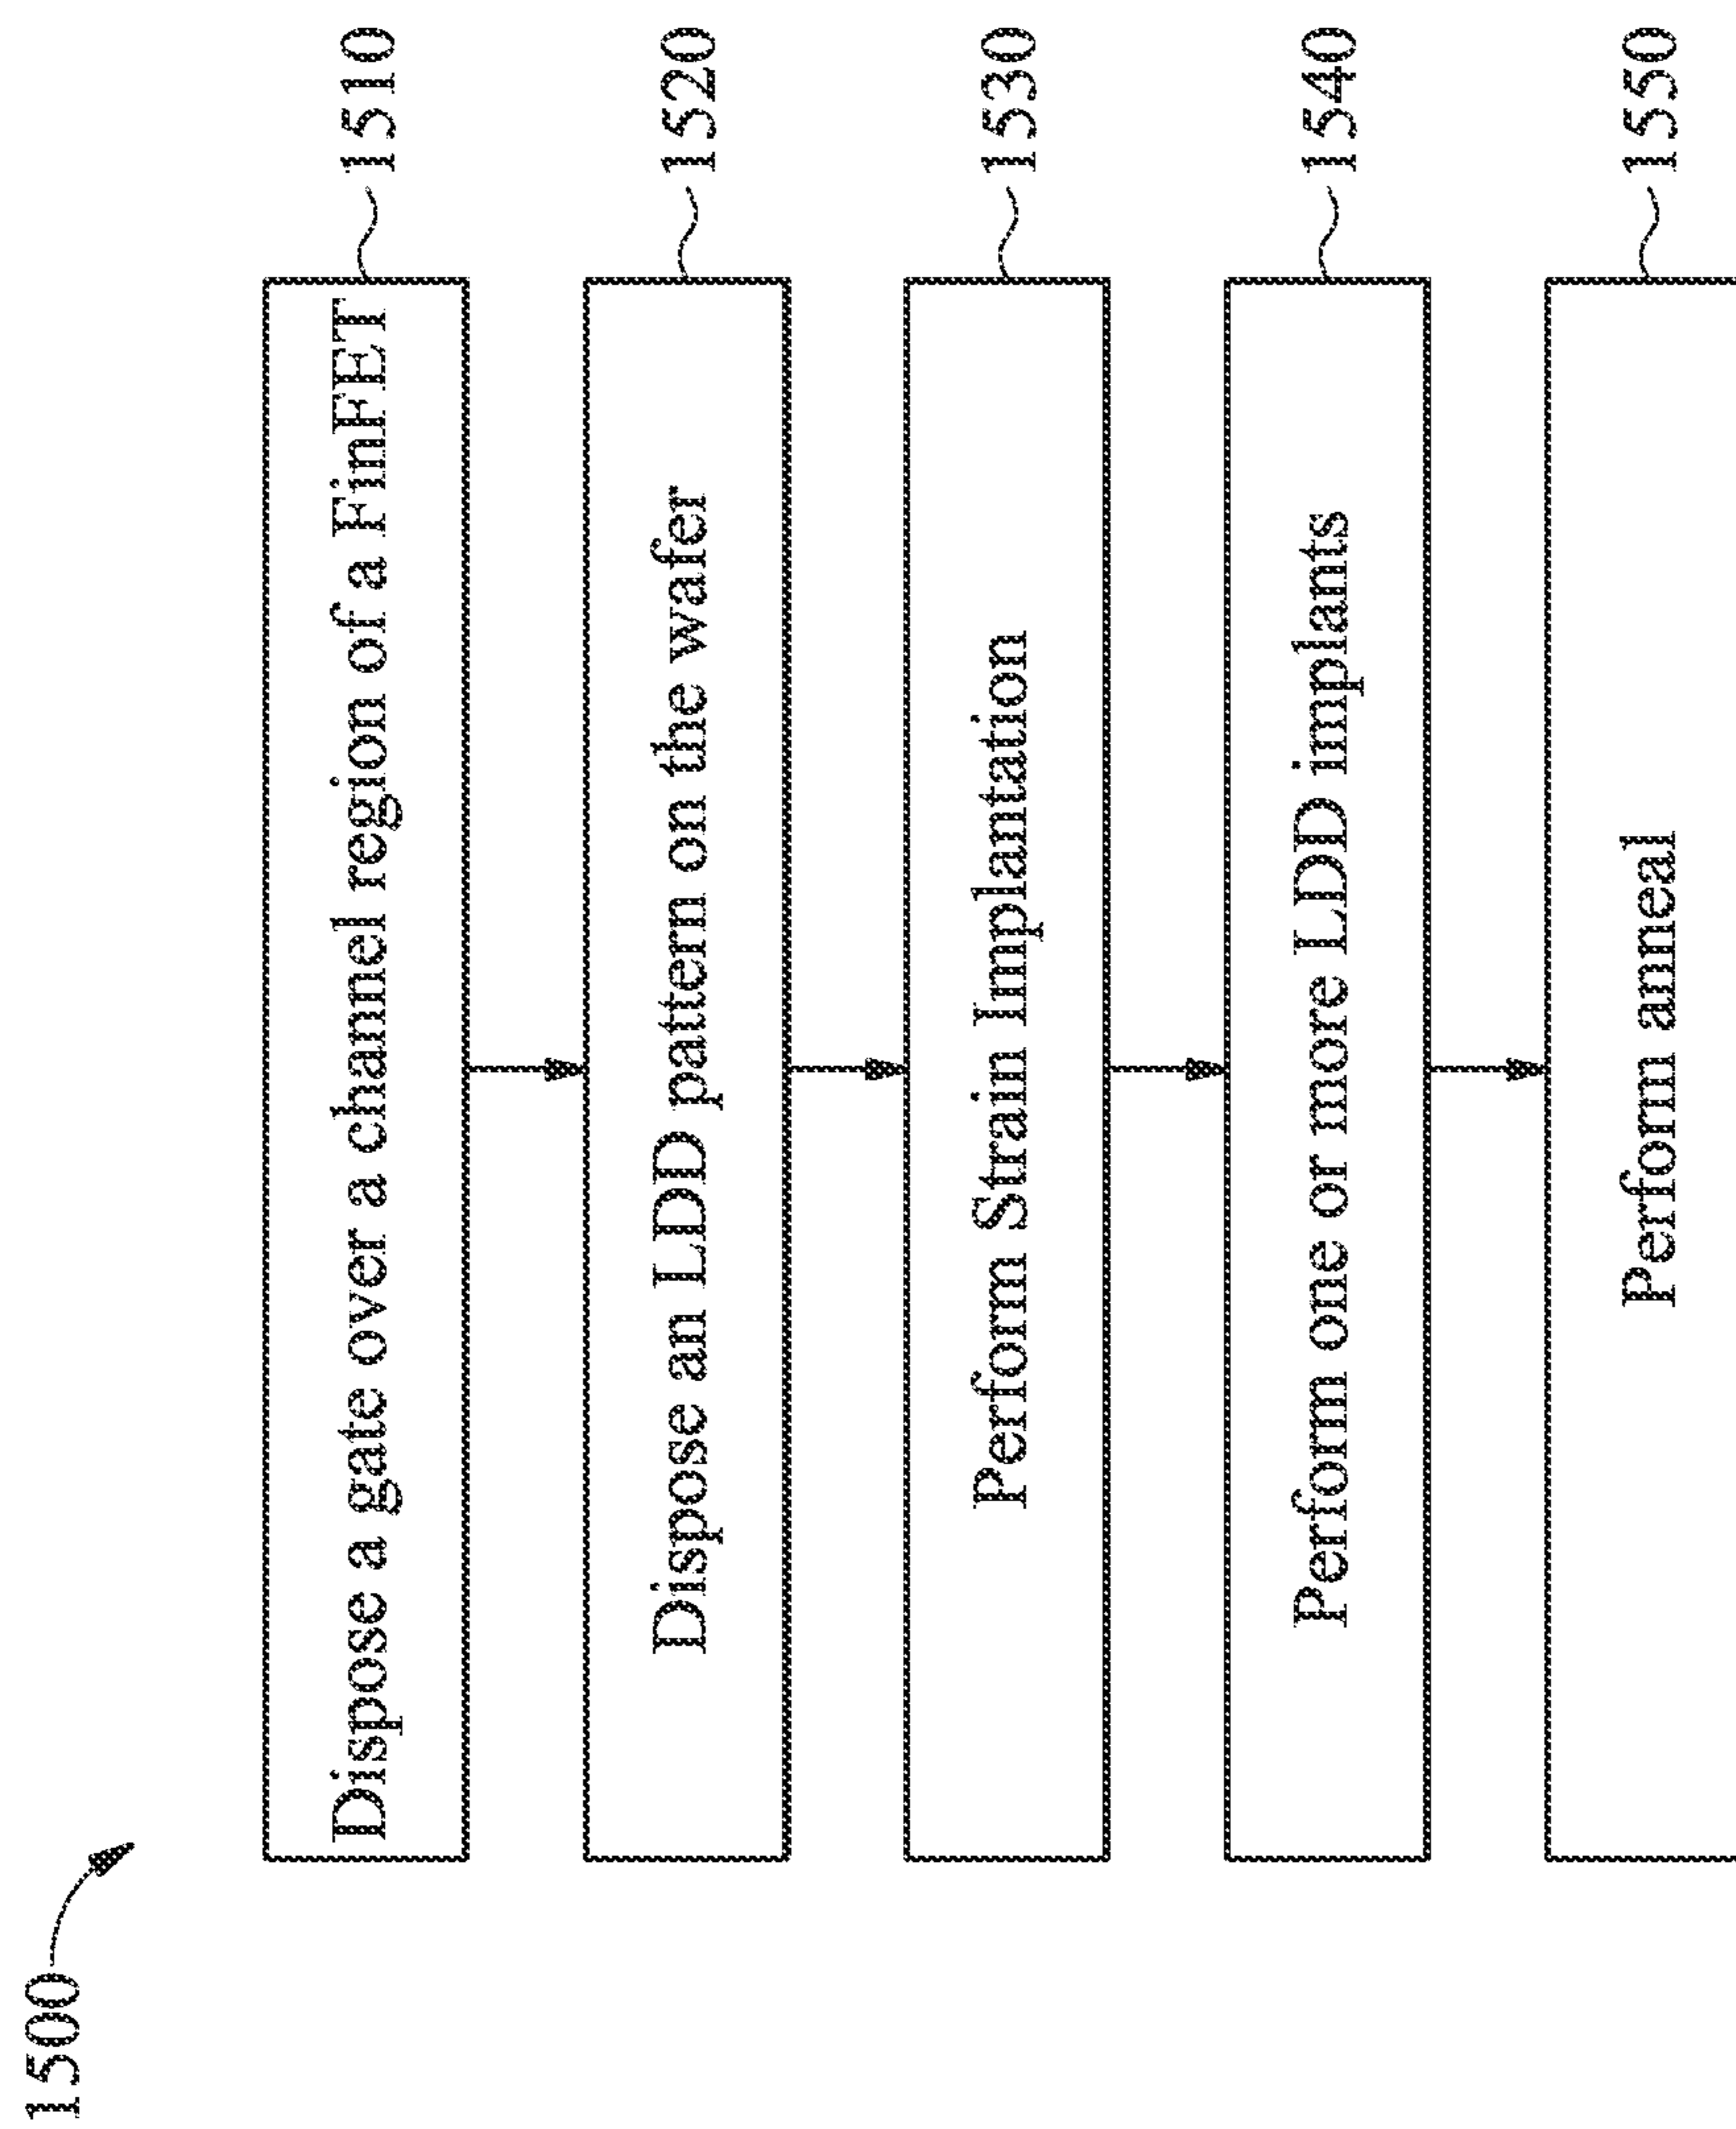 1500
Dispose a gate over a channel region of a FinFET
1510
Dispose an LDD pattern on the wafer
1520
Perform Strain Implantation
1530
Perform one or more LDD implants
1540
Perform anneal
1550